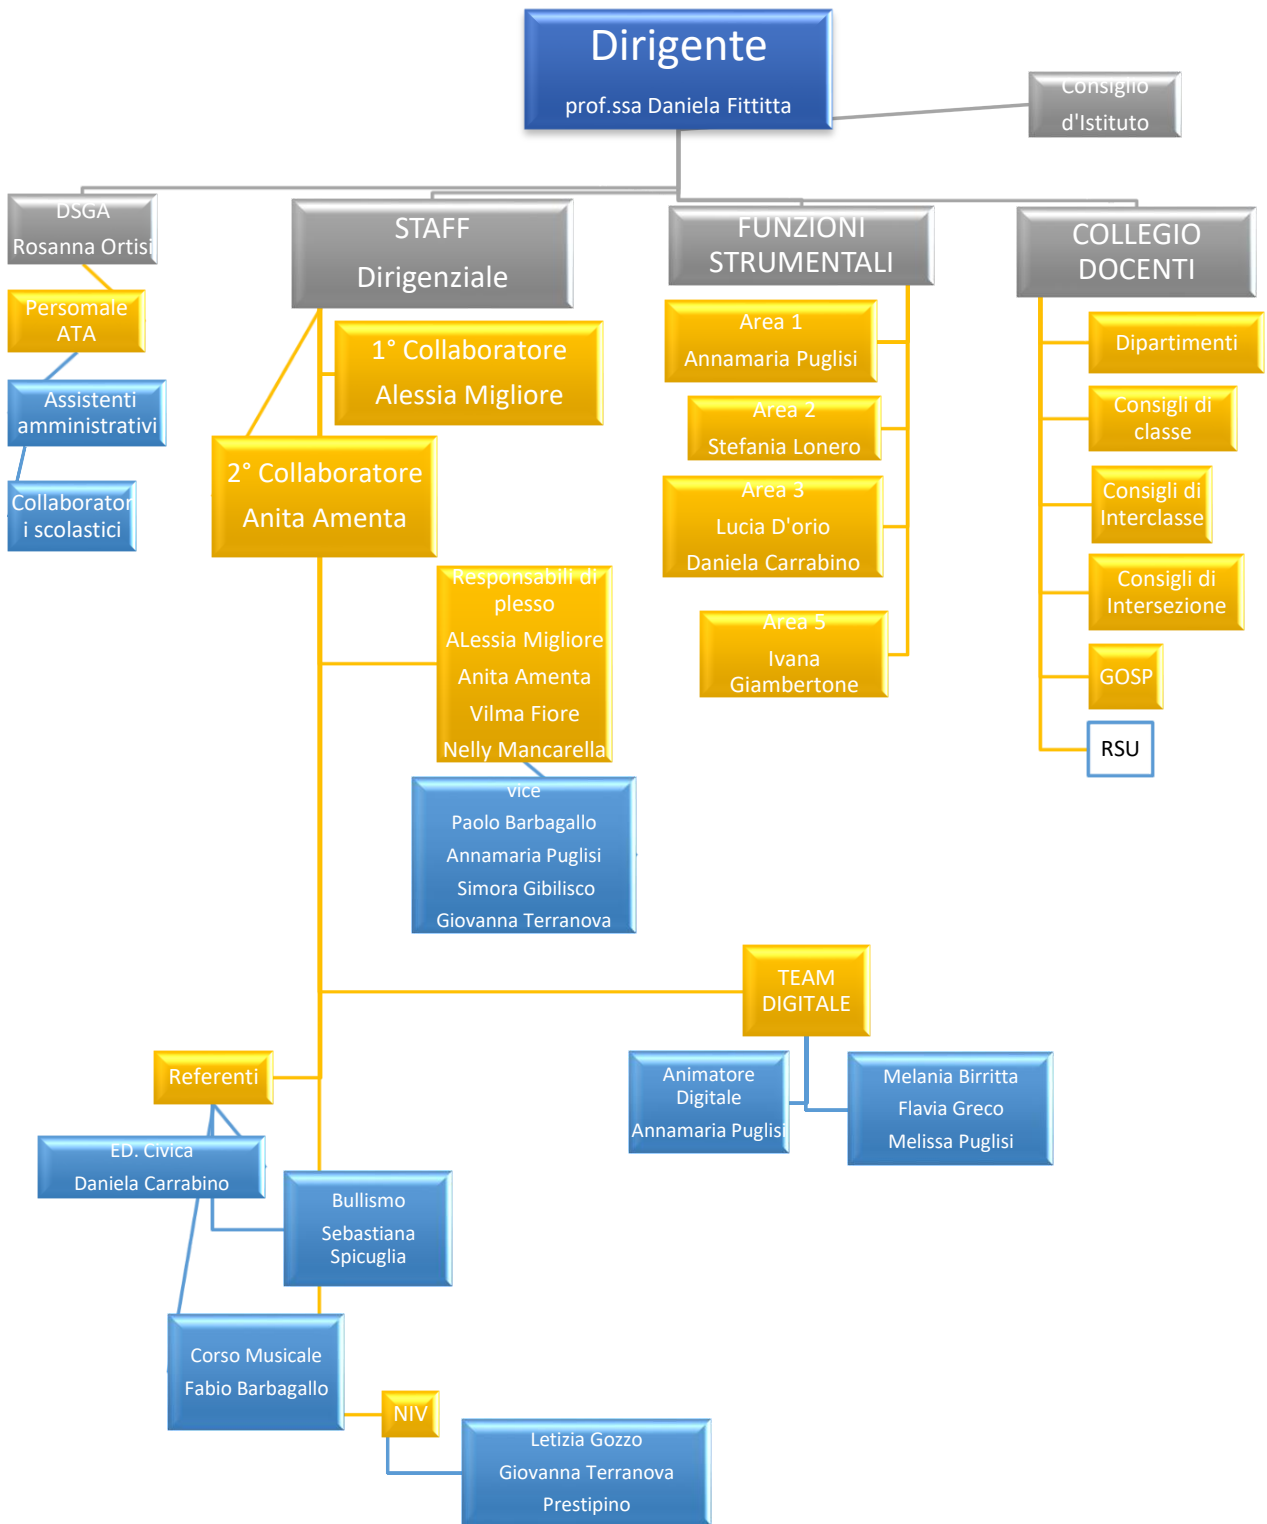 Dirigente
prof.ssa Daniela Fittitta
Consiglio
d'Istituto
DSGA
Rosanna Ortisi
Personale
ATA
Assistenti
amministrativi
Collaborator
i scolastici
STAFF
Dirigenziale
1° Collaboratore
Alessia Migliore
2° Collaboratore
Anita Amenta
Responsabili di
plesso
ALessia Migliore
Anita Amenta
Vilma Fiore
Nelly Mancarella
vice
Paolo Barbagallo
Annamaria Puglisi
Simora Gibilisco
Giovanna Terranova
TEAM
DIGITALE
Animatore
Digitale
Annamaria Puglisi
Melania Birritta
Flavia Greco
Melissa Puglisi
Referenti
ED. Civica
Daniela Carrabino
Bullismo
Sebastiana
Spicuglia
Corso Musicale
Fabio Barbagallo
NIV
Letizia Gozzo
Giovanna Terranova
Prestipino
FUNZIONI
STRUMENTALI
Area 1
Annamaria Puglisi
Area 2
Stefania Lonero
Area 3
Lucia D'orio
Daniela Carrabino
Area 5
Ivana
Giambertone
COLLEGIO
DOCENTI
Dipartimenti
Consigli di
classe
Consigli di
Interclasse
Consigli di
Intersezione
GOSP
RSU